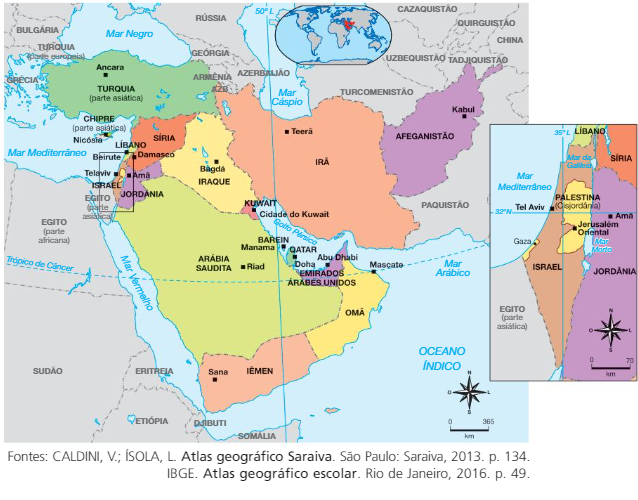 50° L
CAZAQUISTÃO
RÚSSIA
BULGÁRIA
Mar Negro
QUIRGUISTÃO
TURQUIA
(parte europeia)
GEÓRGIA
CHINA
UZBEQUISTÃO
TADJIQUISTÃO
GRÉCIA
Ancara
ARMÊNIA
AZERBAIJÃO
AZB
Mar
Cáspio
TURCOMENISTÃO
TURQUIA
(parte asiática)
CHIPRE
(parte asiática)
Nicósia
Cabul
Teerã
AFEGANISTÃO
SÍRIA
LÍBANO
Beirute
Damasco
Mar Mediterrâneo
Bagdá
IRAQUE
IRÃ
Telaviv
Amã
ISRAEL
JORDÂNIA
EGITO
(parte
asiática)
EGITO
(parte
africana)
KUWAIT
Cidade do Kuwait
PAQUISTÃO
Golfo Pérsico
BAREIN
Manama
QATAR
Doha
Abu Dhabi
EMIRADOS
ÁRABES UNIDOS
Mascate
Mar
Arábico
ARÁBIA
SAUDITA
Riad
Trópico de Câncer
Mar Vermelho
OMÃ
OCEANO
ÍNDICO
SUDÃO
ERITREIA
Sana
IÊMEN
ETIÓPIA
DJIBUTI
SOMÁLIA
N
S
L
O
0
365
km
35° L
LÍBANO
Mar da
Galileia
SÍRIA
Mar
Mediterrâneo
32°N
PALESTINA
(Cisjordânia)
Tel Aviv
Amã
Jerusalém
Oriental
Gaza
Mar
Morto
ISRAEL
JORDÂNIA
EGITO
(parte
asiática)
N
S
L
O
0
70
km
Fontes: CALDINI, V.; ÍSOLA, L. Atlas geográfico Saraiva. São Paulo: Saraiva, 2013. p. 134.
IBGE. Atlas geográfico escolar. Rio de Janeiro, 2016. p. 49.